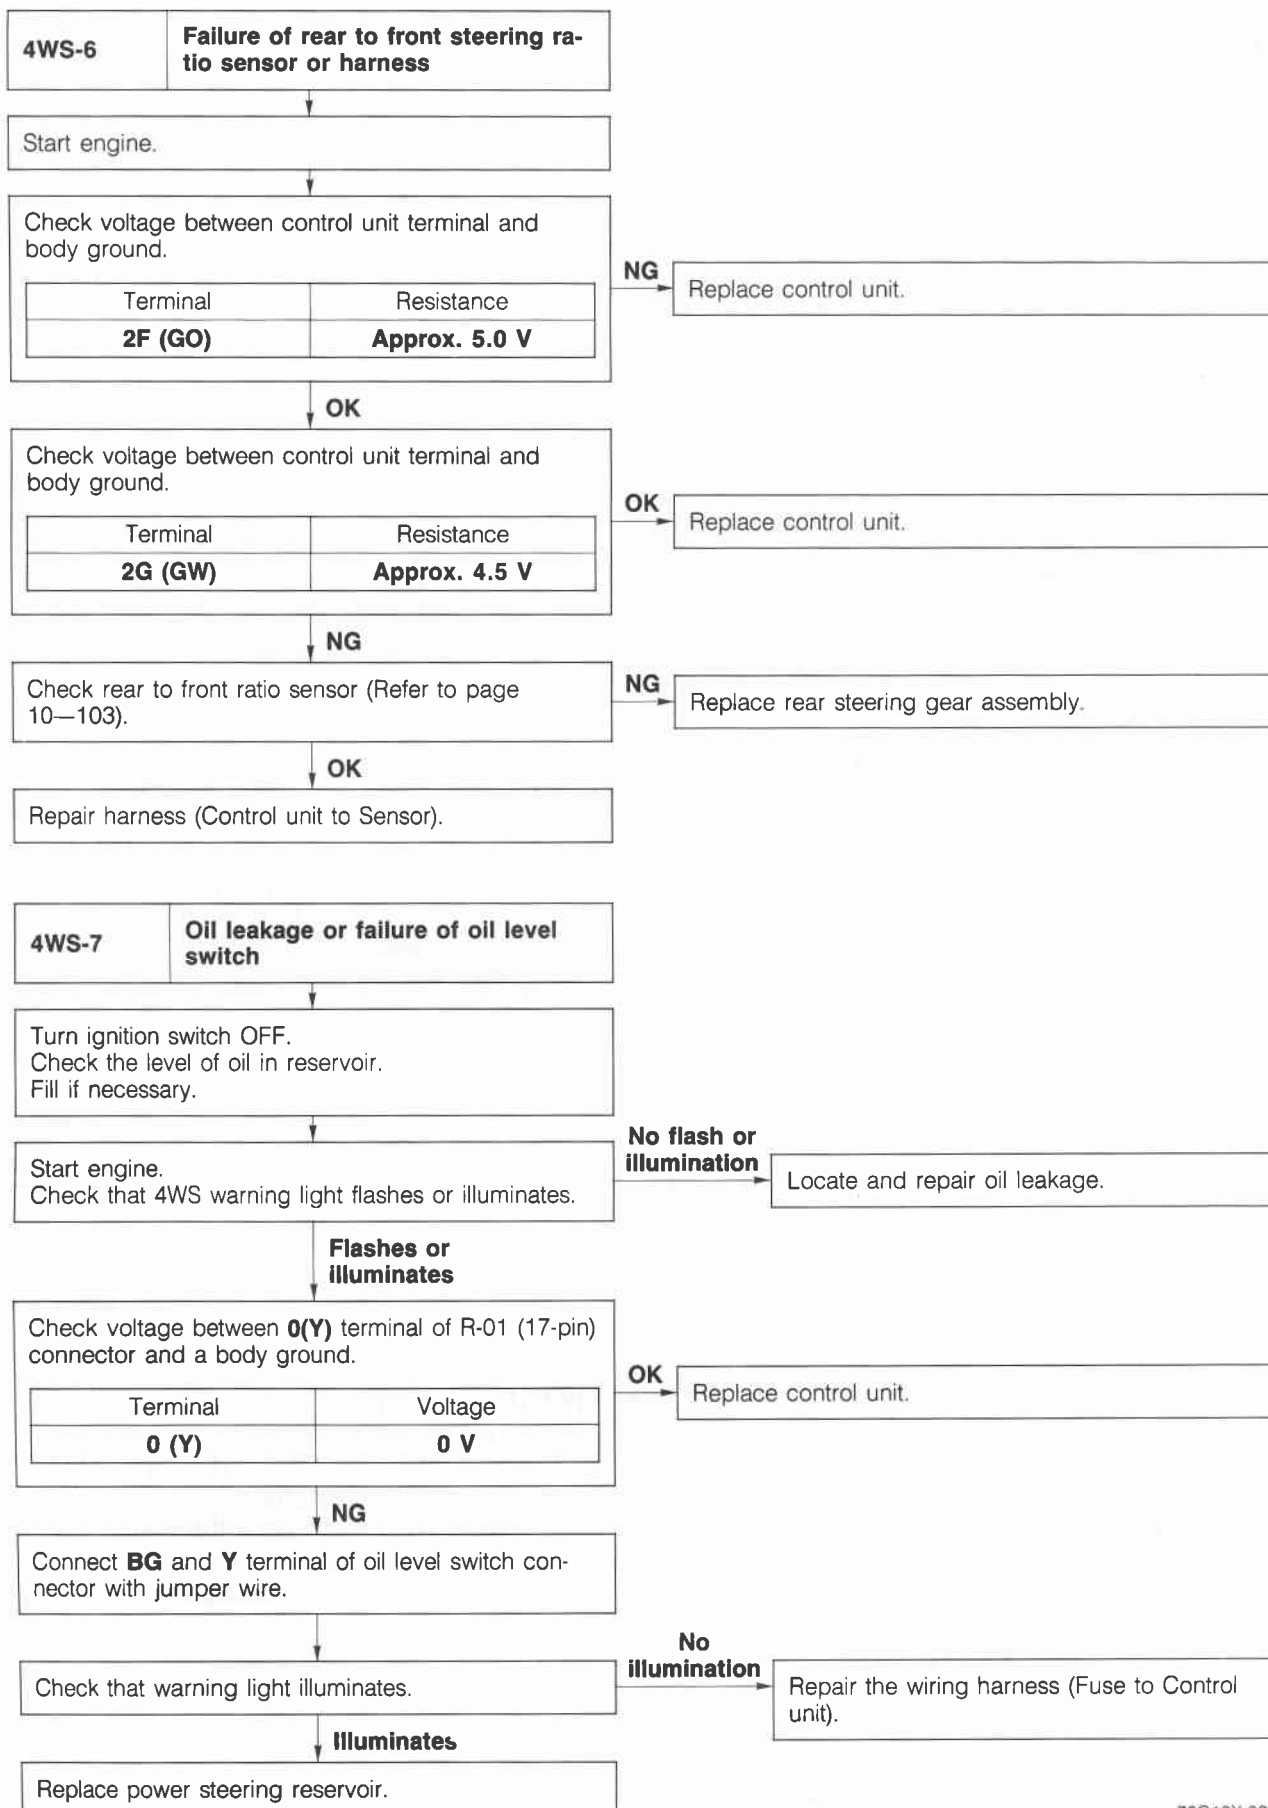 4WS-6
Failure of rear to front steering ra-
tio sensor or harness
Start engine.
Check voltage between control unit terminal and
body ground.
Terminal Resistance
2F (GO) Approx. 5.0 V
NG
Replace control unit.
OK
Check voltage between control unit terminal and
body ground.
Terminal Resistance
2G (GW) Approx. 4.5 V
OK
Replace control unit.
NG
Check rear to front ratio sensor (Refer to page
10—103).
NG
Replace rear steering gear assembly.
OK
Repair harness (Control unit to Sensor).
4WS-7
Oil leakage or failure of oil level
switch
Turn ignition switch OFF.
Check the level of oil in reservoir.
Fill if necessary.
Start engine.
Check that 4WS warning light flashes or illuminates.
No flash or
illumination
Locate and repair oil leakage.
Flashes or
illuminates
Check voltage between 0(Y) terminal of R-01 (17-pin)
connector and a body ground.
Terminal Voltage
0 (Y) 0 V
OK
Replace control unit.
NG
Connect BG and Y terminal of oil level switch con-
nector with jumper wire.
Check that warning light illuminates.
No
illumination
Repair the wiring harness (Fuse to Control
unit).
Illuminates
Replace power steering reservoir.